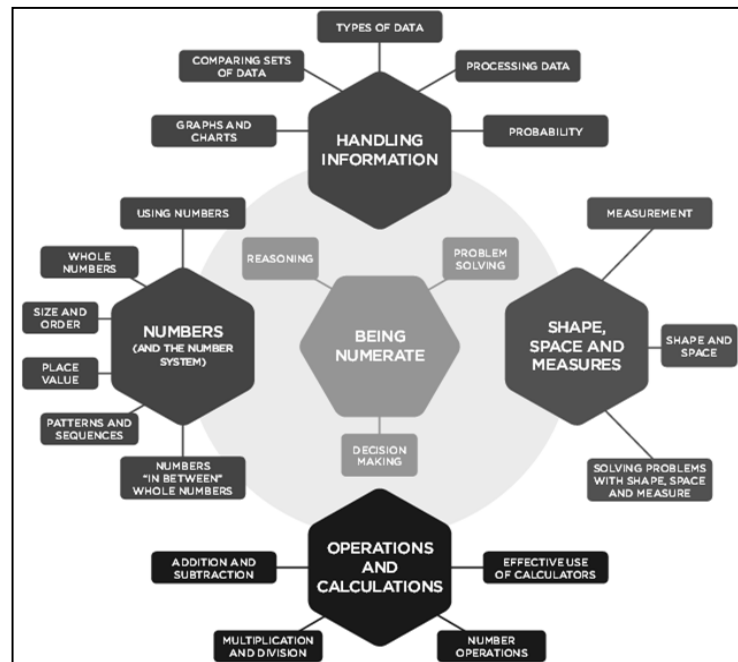 TYPES OF DATA
COMPARING SETS
OF DATA
PROCESSING DATA
GRAPHS AND
CHARTS
HANDLING
INFORMATION
PROBABILITY
USING NUMBERS
MEASUREMENT
WHOLE
NUMBERS
REASONING
PROBLEM
SOLVING
SIZE AND
ORDER
NUMBERS
(AND THE NUMBER
SYSTEM)
BEING
NUMERATE
SHAPE,
SPACE AND
MEASURES
SHAPE AND
SPACE
PLACE
VALUE
PATTERNS AND
SEQUENCES
DECISION
MAKING
NUMBERS
“IN BETWEEN”
WHOLE NUMBERS
SOLVING PROBLEMS
WITH SHAPE, SPACE
AND MEASURE
OPERATIONS
AND
CALCULATIONS
ADDITION AND
SUBTRACTION
EFFECTIVE USE
OF CALCULATORS
MULTIPLICATION
AND DIVISION
NUMBER
OPERATIONS